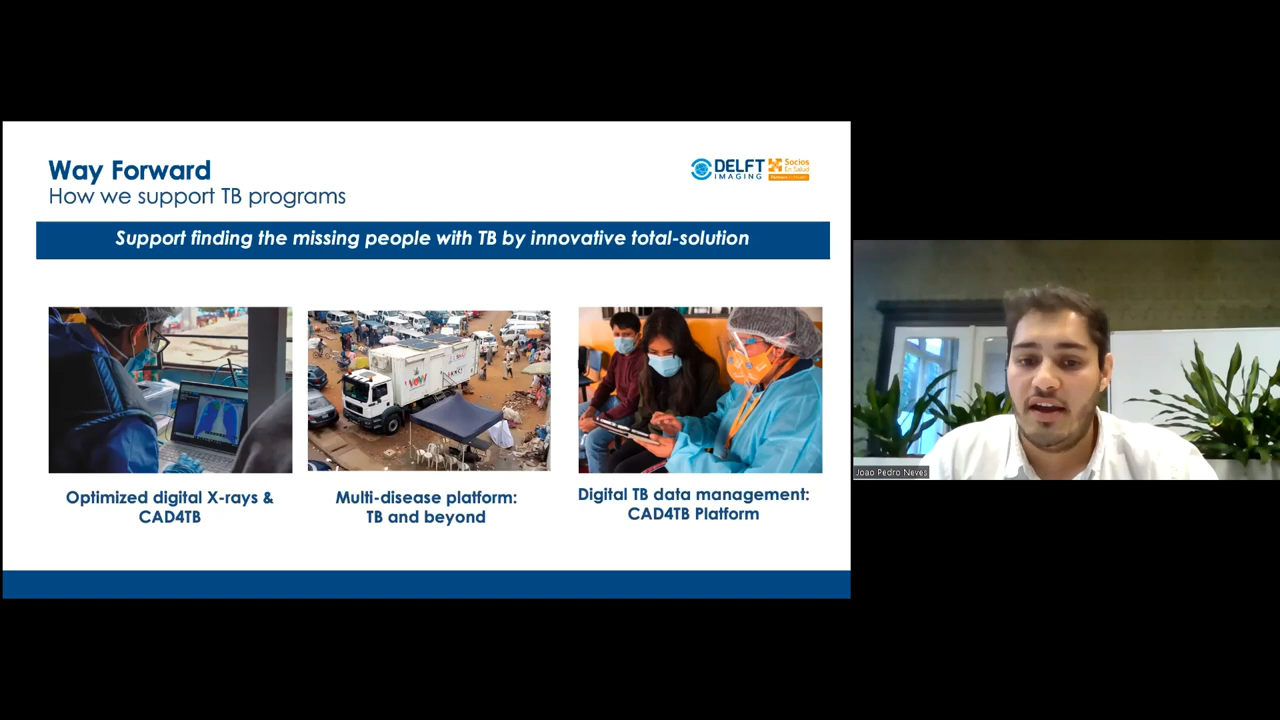 Way Forward
How we support TB programs
DELFT
IMAGING
Socios
En Salud
Support finding the missing people with TB by innovative total-solution
Optimized digital X-rays &
CAD4TB
Multi-disease platform:
TB and beyond
Digital TB data management:
CAD4TB Platform
Joao Pedro Neves